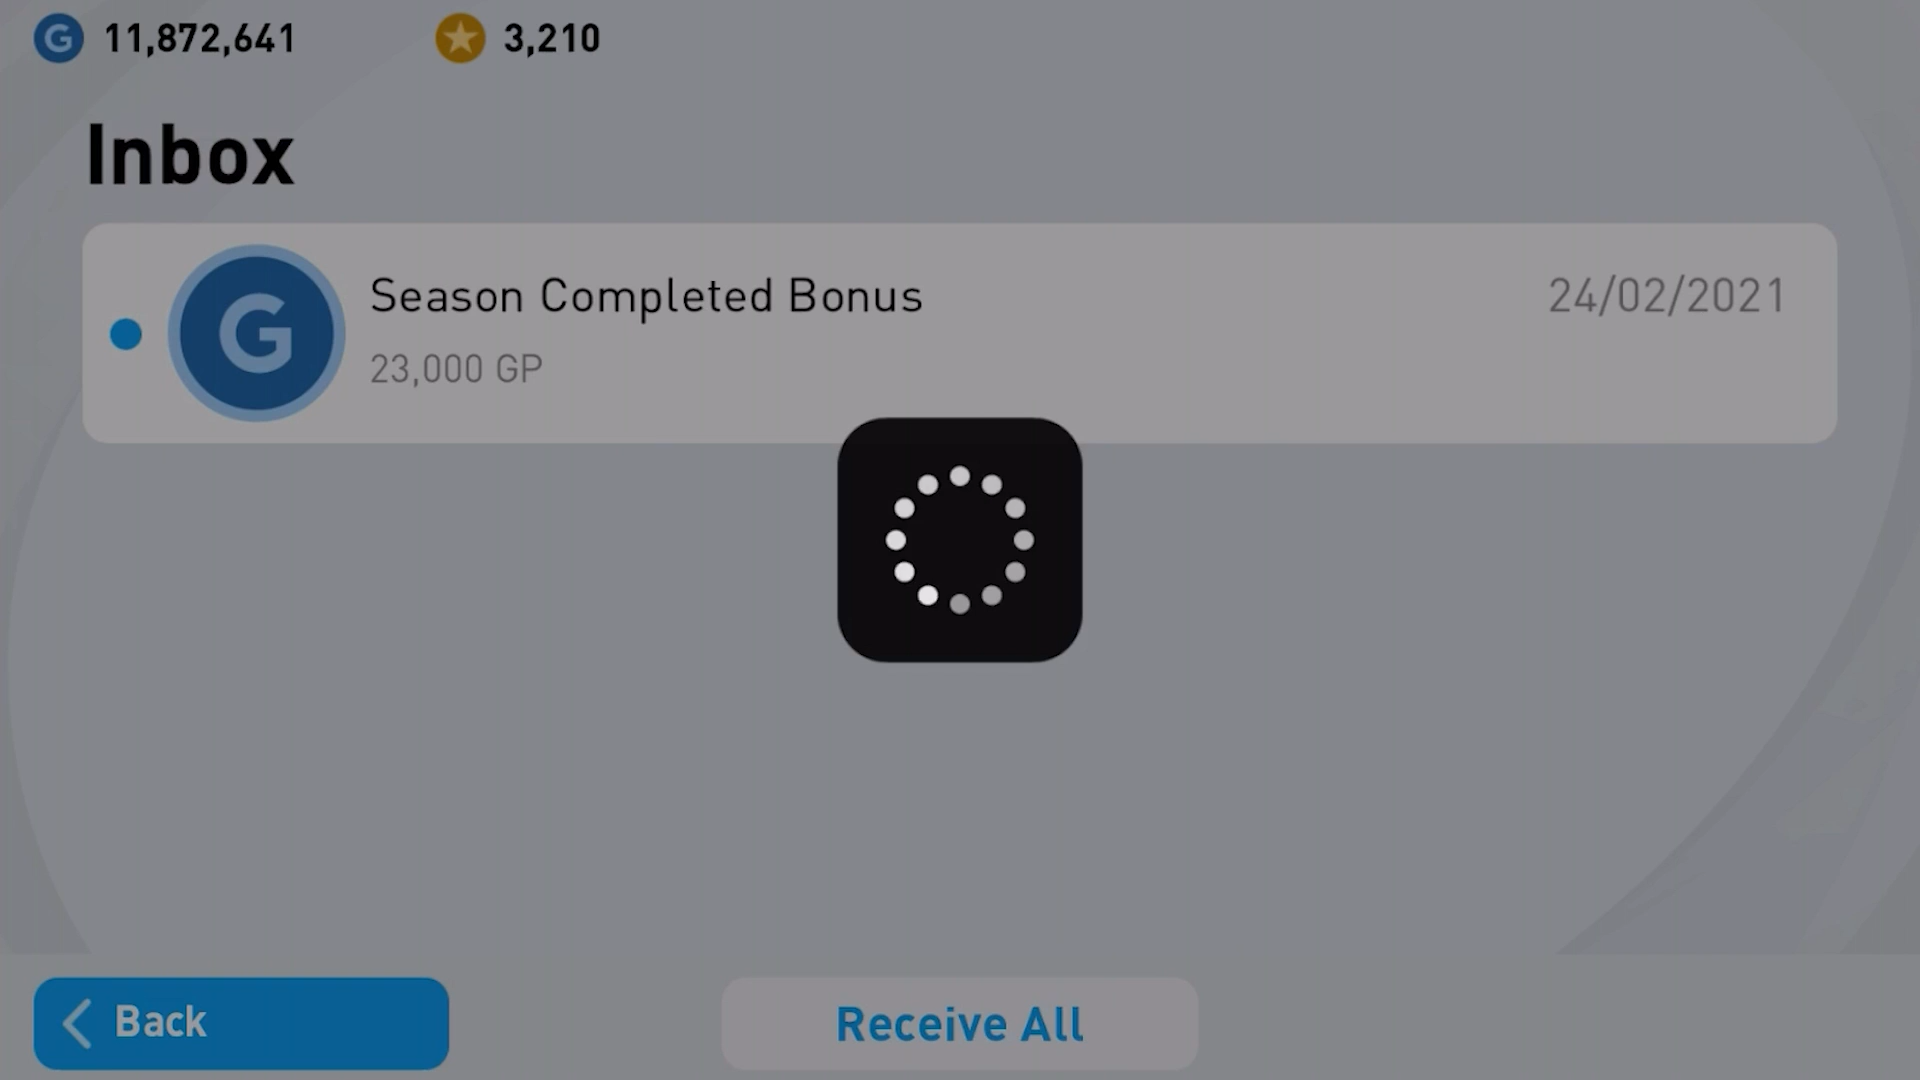 G 11,872,641 3,210
Inbox
G Season Completed Bonus 24/02/2021
23,000 GP
Back Receive All